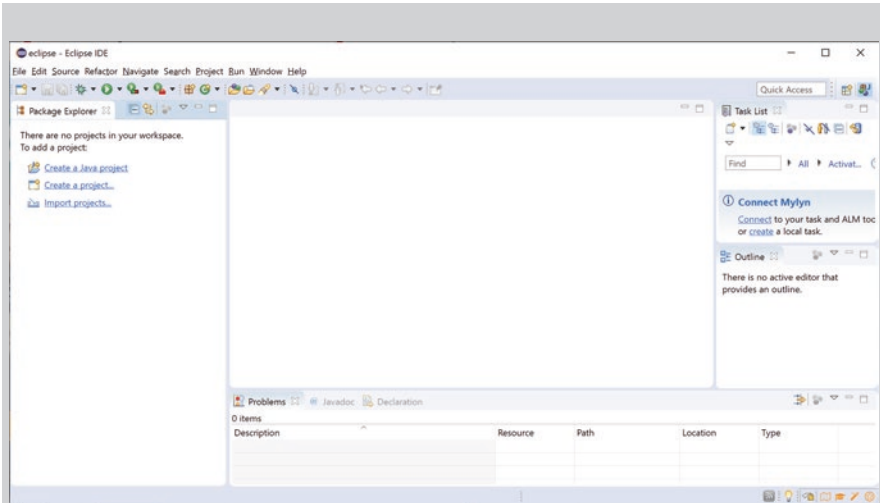 eclipse - Eclipse IDE
File Edit Source Refactor Navigate Search Project Run Window Help
Quick Access
Package Explorer
There are no projects in your workspace.
To add a project:
Create a Java project
Create a project...
Import projects...
Task List
Find All Activat...
Connect Mylyn
Connect to your task and ALM toc
or create a local task.
Outline
There is no active editor that
provides an outline.
Problems Javadoc Declaration
0 items
Description Resource Path Location Type